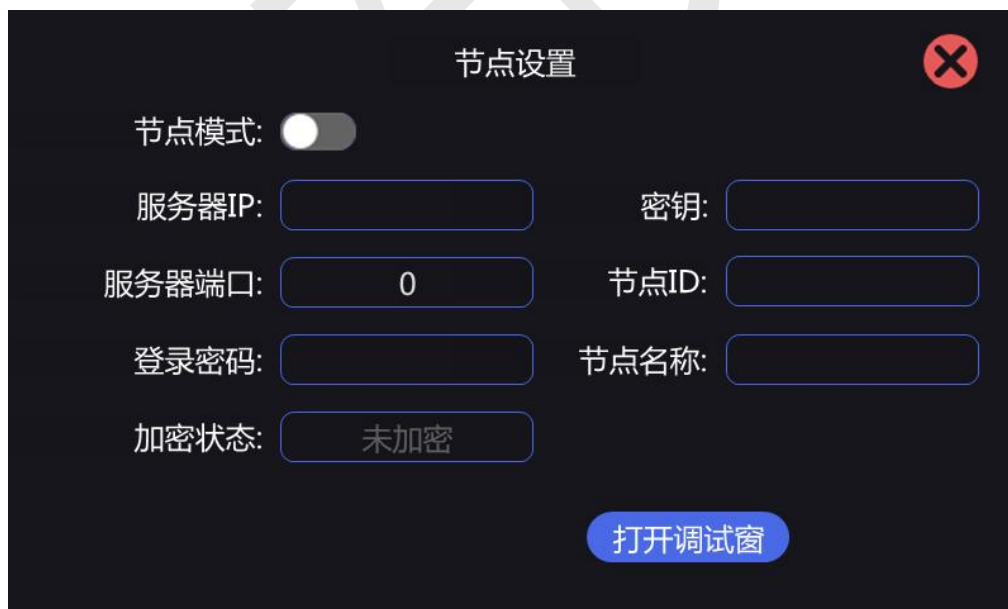 节点设置
节点模式:
服务器IP: 密钥:
服务器端口: 0 节点ID:
登录密码: 节点名称:
加密状态: 未加密
打开调试窗